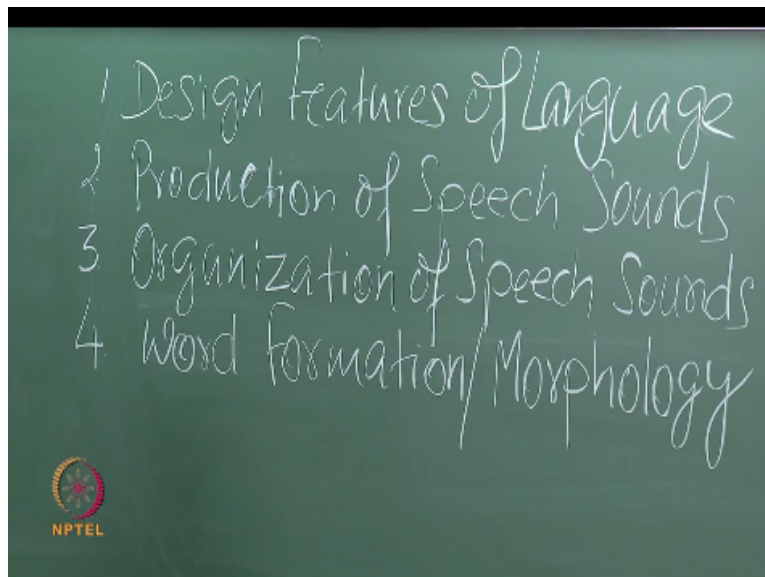 1 Design Features of Language
2 Production of Speech Sounds
3 Organization of Speech Sounds
4 Word Formation/Morphology
NPTEL